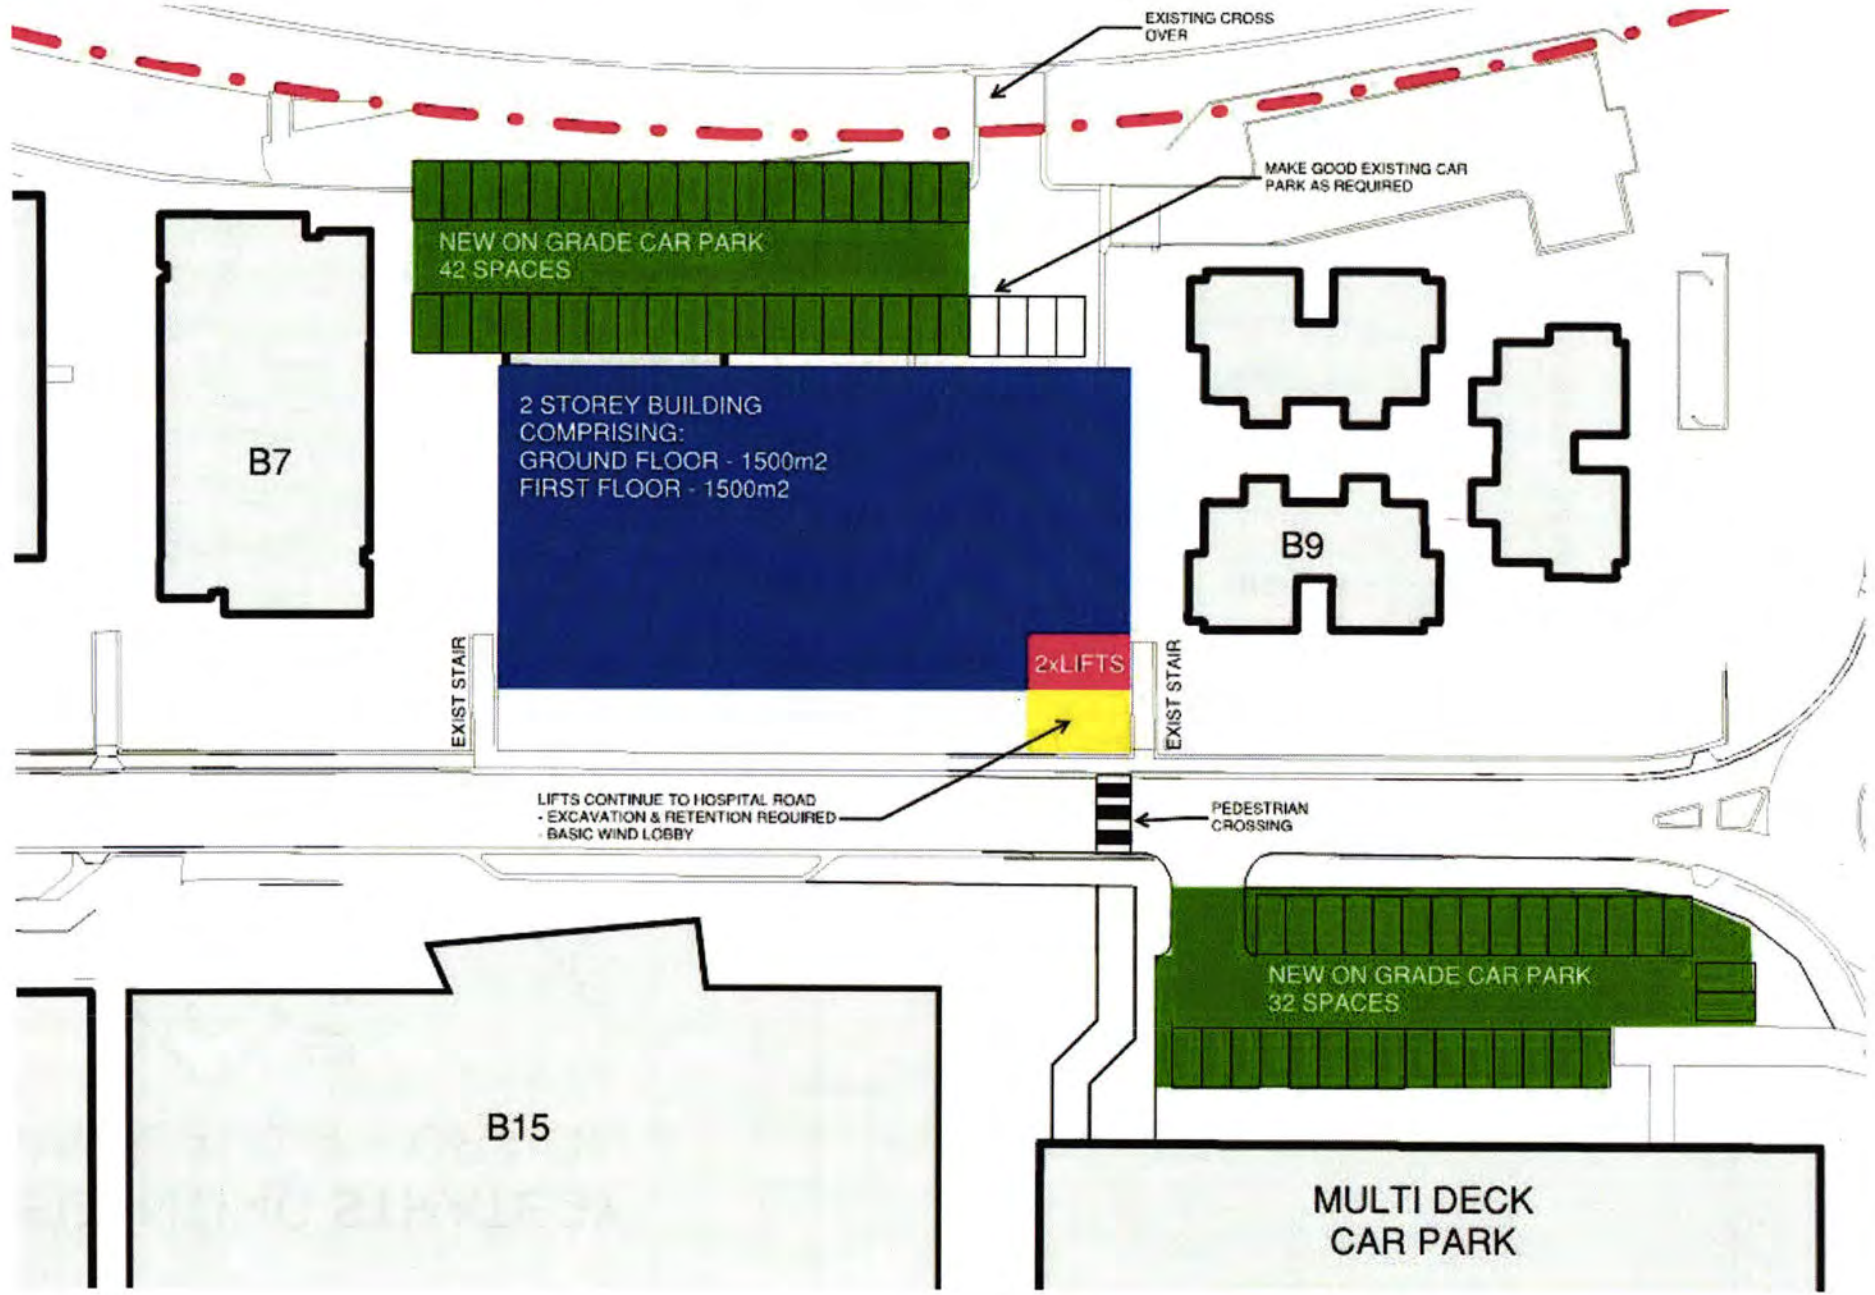 EXISTING CROSS
OVER
MAKE GOOD EXISTING CAR
PARK AS REQUIRED
NEW ON GRADE CAR PARK
42 SPACES
2 STOREY BUILDING
COMPRISING:
GROUND FLOOR - 1500m2
FIRST FLOOR - 1500m2
B7
B9
2xLIFTS
EXIST STAIR
EXIST STAIR
LIFTS CONTINUE TO HOSPITAL ROAD
- EXCAVATION & RETENTION REQUIRED
- BASIC WIND LOBBY
PEDESTRIAN
CROSSING
NEW ON GRADE CAR PARK
32 SPACES
B15
MULTI DECK
CAR PARK